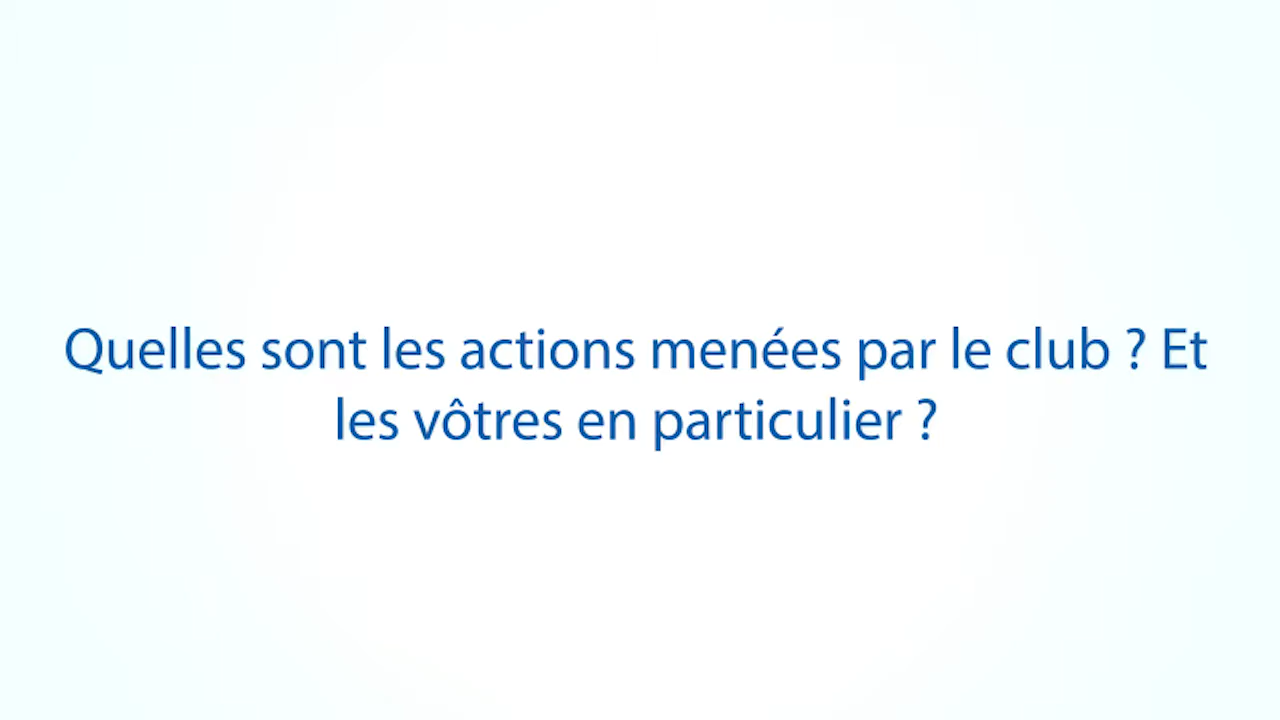 Quelles sont les actions menées par le club ? Et
les vôtres en particulier ?